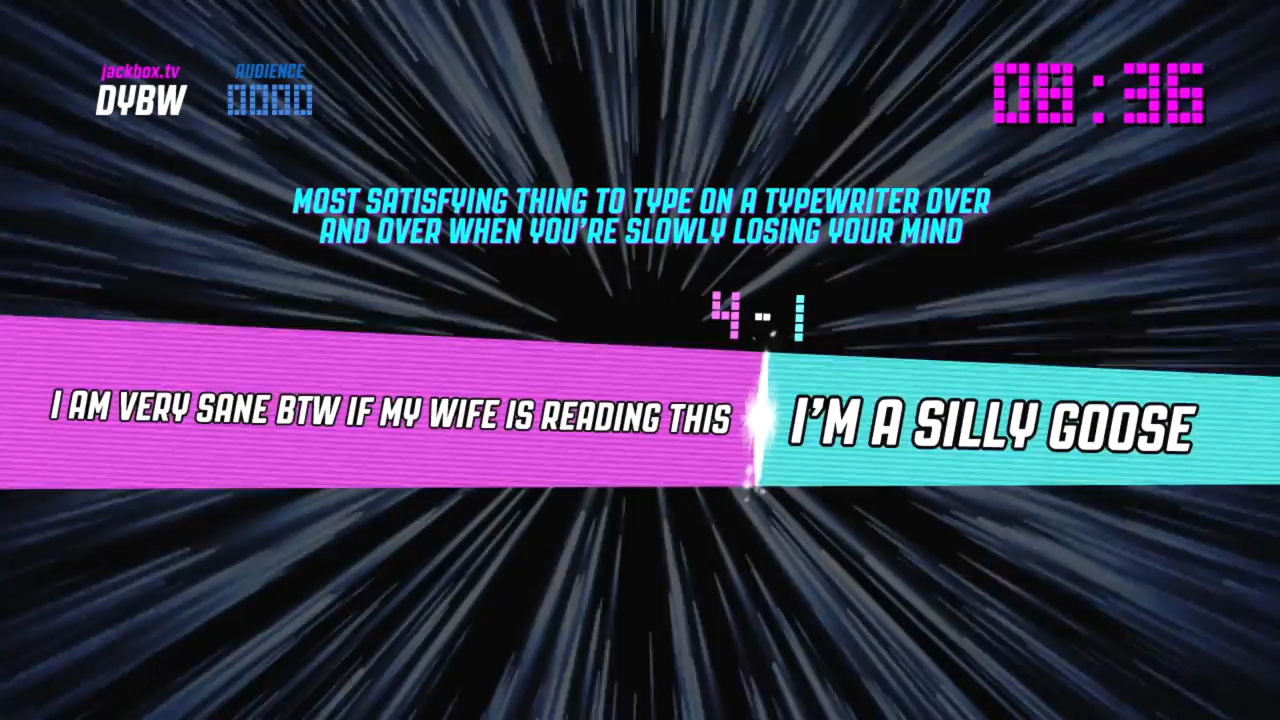 jackbox.tv
DYBW
AUDIENCE
0000
08:36
MOST SATISFYING THING TO TYPE ON A TYPEWRITER OVER
AND OVER WHEN YOU'RE SLOWLY LOSING YOUR MIND
4-1
I AM VERY SANE BTW IF MY WIFE IS READING THIS
I'M A SILLY GOOSE